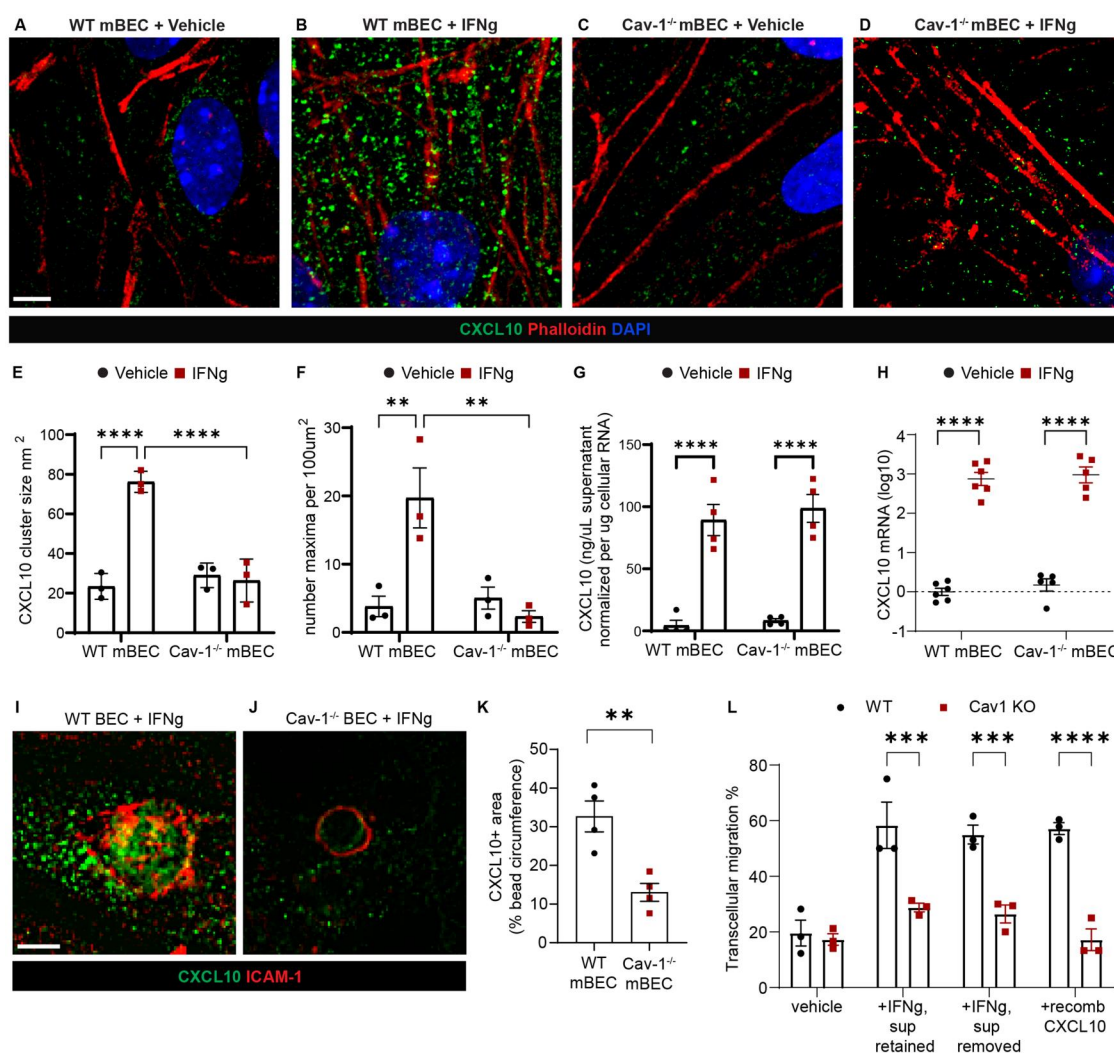 A WT mBEC + Vehicle
B WT mBEC + IFNg
C Cav-1-/- mBEC + Vehicle
D Cav-1-/- mBEC + IFNg
CXCL10 Phalloidin DAPI
E
Vehicle IFNg
****
****
CXCL10 cluster size nm 2
100
80
60
40
20
0
WT mBEC
Cav-1-/- mBEC
F
Vehicle IFNg
**
**
number maxima per 100um2
30
20
10
0
WT mBEC
Cav-1-/- mBEC
G
Vehicle IFNg
****
****
CXCL10 (ng/uL supernatant
normalized per ug cellular RNA)
150
100
50
0
WT mBEC
Cav-1-/- mBEC
H
Vehicle IFNg
****
****
CXCL10 mRNA (log10)
4
3
2
1
0
-1
WT mBEC
Cav-1-/- mBEC
I
WT BEC + IFNg
J
Cav-1-/- BEC + IFNg
CXCL10 ICAM-1
K
**
CXCL10+ area
(% bead circumference)
50
40
30
20
10
0
WT
mBEC
Cav-1-/-
mBEC
L
WT Cav1 KO
***
***
****
Transcellular migration %
80
60
40
20
0
vehicle
+IFNg,
sup
retained
+IFNg,
sup
removed
+recomb
CXCL10